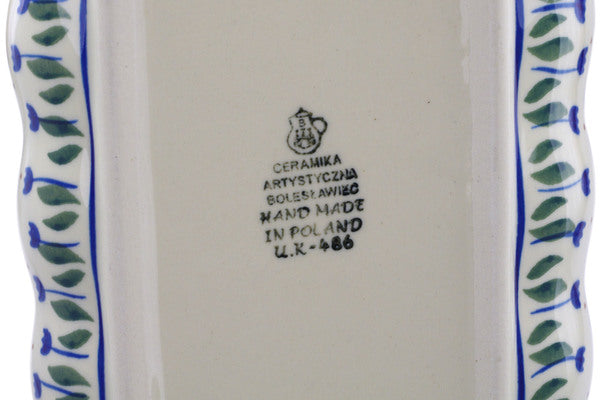 CERAMIKA
ARTYSTYCZNA
BOLESŁAWIEC
HAND MADE
IN POLAND
U.K-486